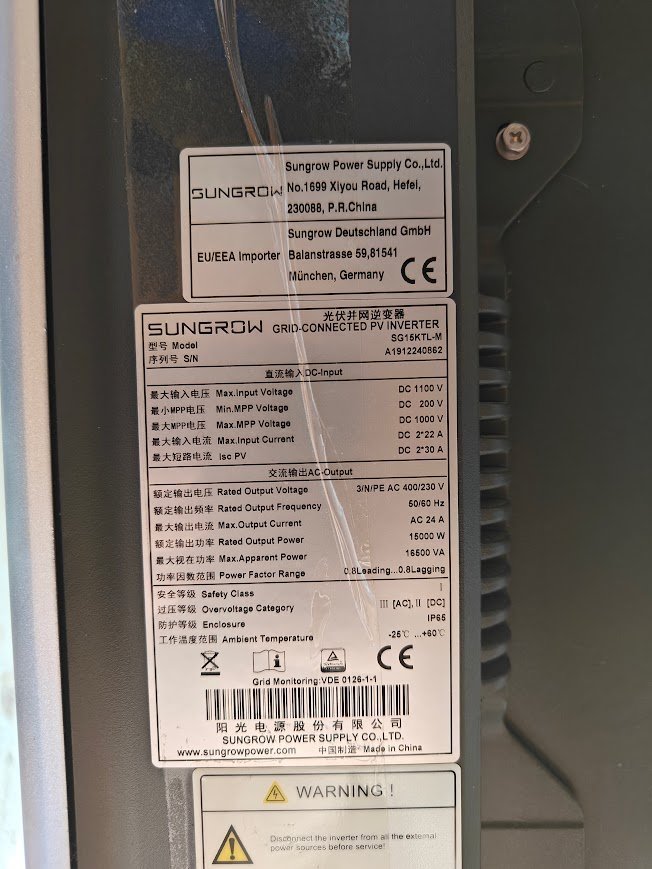 SUNGROW
Sungrow Power Supply Co.,Ltd.
No.1699 Xiyou Road, Hefei,
230088, P.R.China
EU/EEA Importer
Sungrow Deutschland GmbH
Balanstrasse 59,81541
München, Germany
CE
SUNGROW 光伏并网逆变器
GRID-CONNECTED PV INVERTER
型号 Model SG15KTL-M
序列号 S/N A1912240862
直流输入DC-Input
最大输入电压 Max.Input Voltage DC 1100 V
最小MPP电压 Min.MPP Voltage DC 200 V
最大MPP电压 Max.MPP Voltage DC 1000 V
最大输入电流 Max.Input Current DC 2*22 A
最大短路电流 Isc PV DC 2*30 A
交流输出AC-Output
额定输出电压 Rated Output Voltage 3/N/PE AC 400/230 V
额定输出频率 Rated Output Frequency 50/60 Hz
最大输出电流 Max.Output Current AC 24 A
额定输出功率 Rated Output Power 15000 W
最大视在功率 Max.Apparent Power 16500 VA
功率因数范围 Power Factor Range 0.8Leading...0.8Lagging
安全等级 Safety Class I
过压等级 Overvoltage Category III [AC],II [DC]
防护等级 Enclosure IP65
工作温度范围 Ambient Temperature -25℃ ...+60℃
CE
Grid Monitoring:VDE 0126-1-1
阳光电源股份有限公司
SUNGROW POWER SUPPLY CO.,LTD.
www.sungrowpower.com 中国制造 Made in China
WARNING !
Disconnect the inverter from all the external
power sources before service!